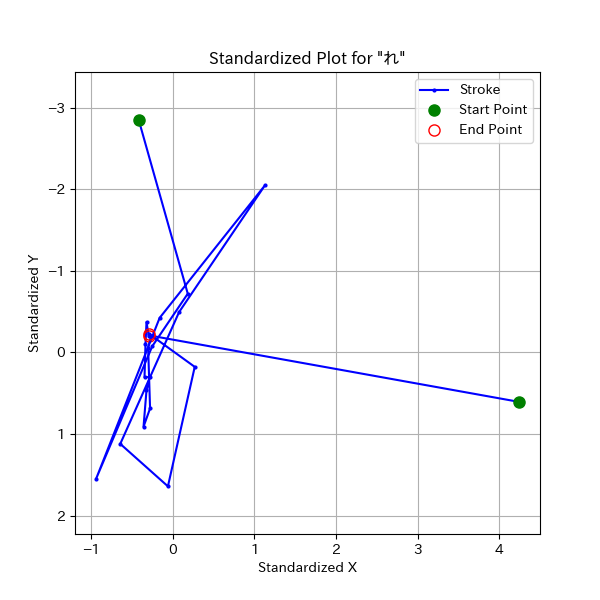 Standardized Plot for "れ"
Stroke
Start Point
End Point
Standardized Y
−3
−2
−1
0
1
2
−1 0 1 2 3 4
Standardized X